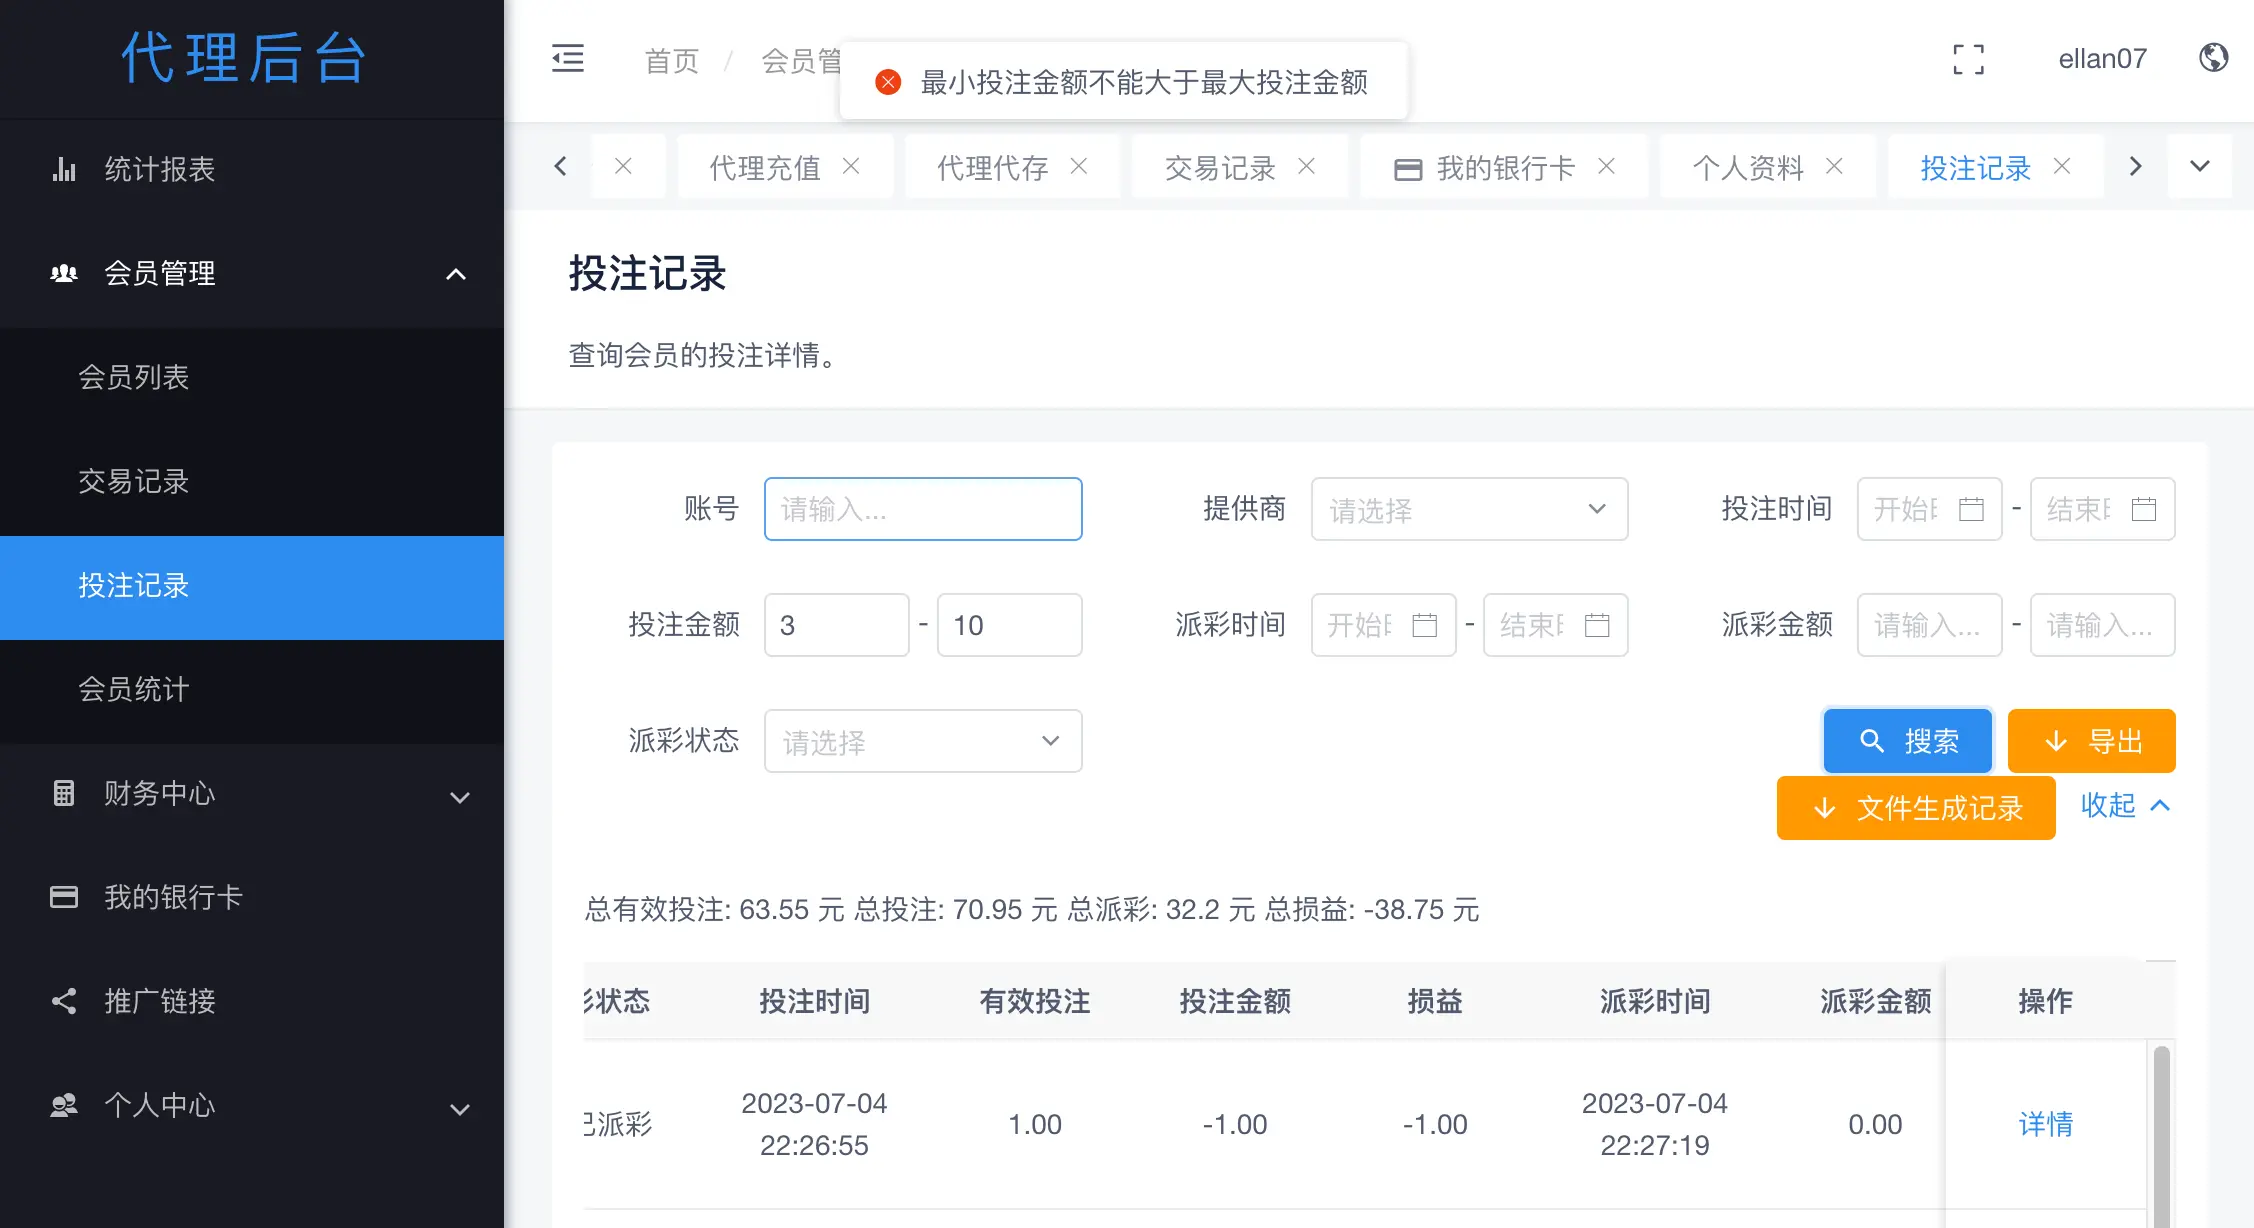 代理后台
统计报表
会员管理
会员列表
交易记录
投注记录
会员统计
财务中心
我的银行卡
推广链接
个人中心
首页 / 会员管
最小投注金额不能大于最大投注金额
ellan07
代理充值 代理代存 交易记录 我的银行卡 个人资料 投注记录
投注记录
查询会员的投注详情。
账号 请输入... 提供商 请选择 投注时间 开始 - 结束
投注金额 3 - 10 派彩时间 开始 - 结束 派彩金额 请输入... - 请输入...
派彩状态 请选择 搜索 导出
文件生成记录 收起
总有效投注: 63.55 元 总投注: 70.95 元 总派彩: 32.2 元 总损益: -38.75 元
状态 投注时间 有效投注 投注金额 损益 派彩时间 派彩金额 操作
已派彩 2023-07-04 22:26:55 1.00 -1.00 -1.00 2023-07-04 22:27:19 0.00 详情